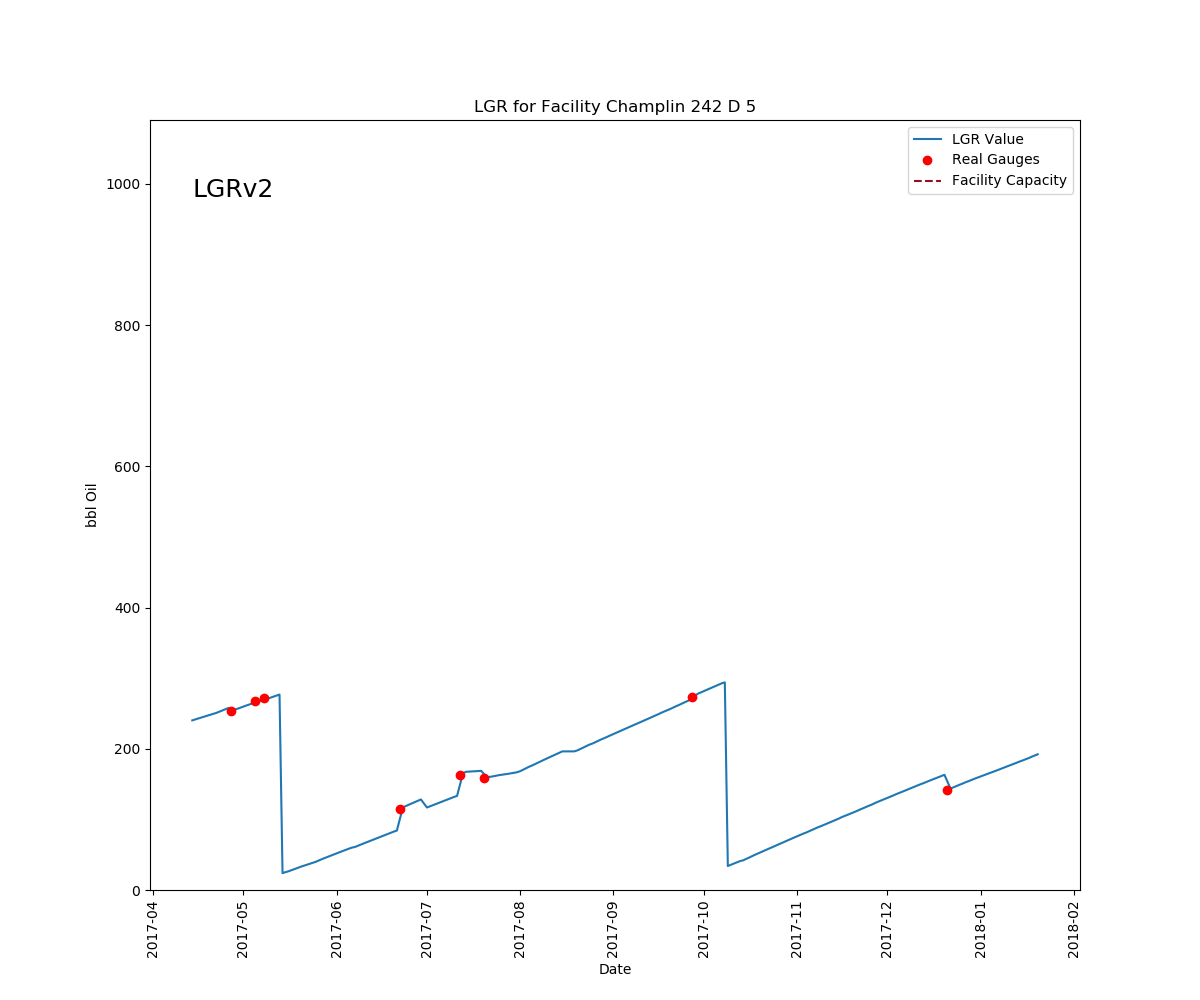 LGR for Facility Champlin 242 D 5
LGRv2
LGR Value
Real Gauges
Facility Capacity
1000
800
600
400
200
0
bbl Oil
2017-04
2017-05
2017-06
2017-07
2017-08
2017-09
2017-10
2017-11
2017-12
2018-01
2018-02
Date